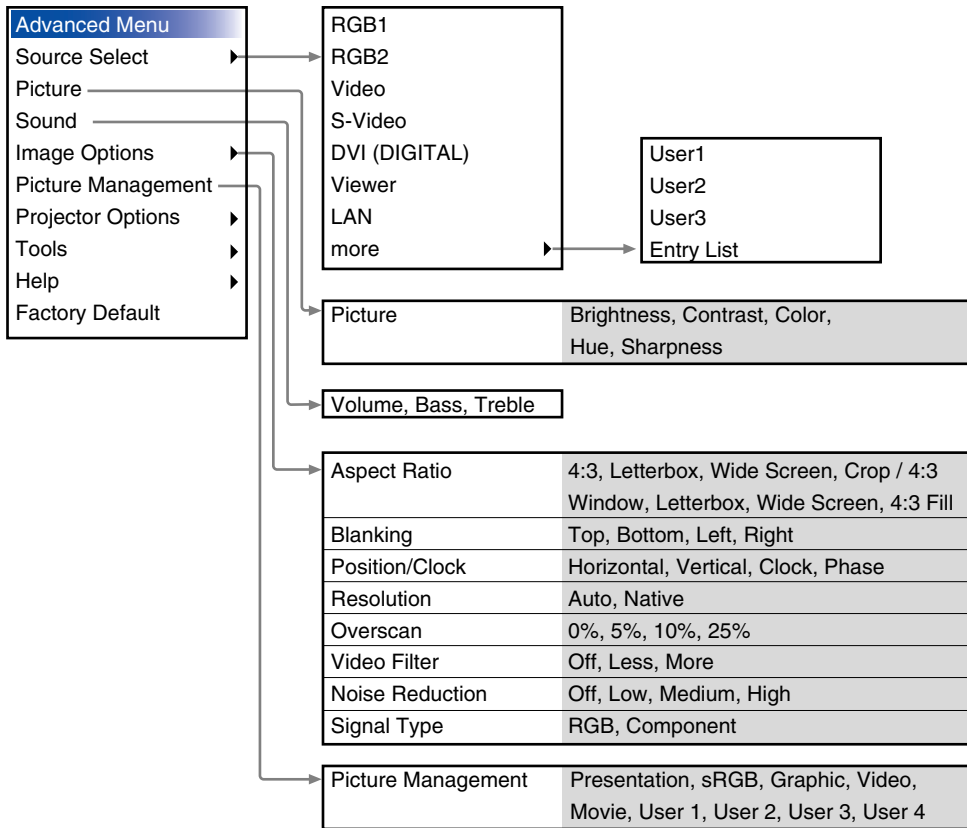 Advanced Menu
Source Select
Picture
Sound
Image Options
Picture Management
Projector Options
Tools
Help
Factory Default
RGB1
RGB2
Video
S-Video
DVI (DIGITAL)
Viewer
LAN
more
User1
User2
User3
Entry List
Picture
Brightness, Contrast, Color,
Hue, Sharpness
Volume, Bass, Treble
Aspect Ratio
4:3, Letterbox, Wide Screen, Crop / 4:3
Window, Letterbox, Wide Screen, 4:3 Fill
Blanking
Top, Bottom, Left, Right
Position/Clock
Horizontal, Vertical, Clock, Phase
Resolution
Auto, Native
Overscan
0%, 5%, 10%, 25%
Video Filter
Off, Less, More
Noise Reduction
Off, Low, Medium, High
Signal Type
RGB, Component
Picture Management
Presentation, sRGB, Graphic, Video,
Movie, User 1, User 2, User 3, User 4